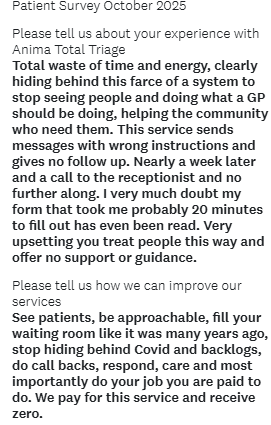 Patient Survey October 2025
Please tell us about your experience with
Anima Total Triage
Total waste of time and energy, clearly
hiding behind this farce of a system to
stop seeing people and doing what a GP
should be doing, helping the community
who need them. This service sends
messages with wrong instructions and
gives no follow up. Nearly a week later
and a call to the receptionist and no
further along. I very much doubt my
form that took me probably 20 minutes
to fill out has even been read. Very
upsetting you treat people this way and
offer no support or guidance.
Please tell us how we can improve our
services
See patients, be approachable, fill your
waiting room like it was many years ago,
stop hiding behind Covid and backlogs,
do call backs, respond, care and most
importantly do your job you are paid to
do. We pay for this service and receive
zero.